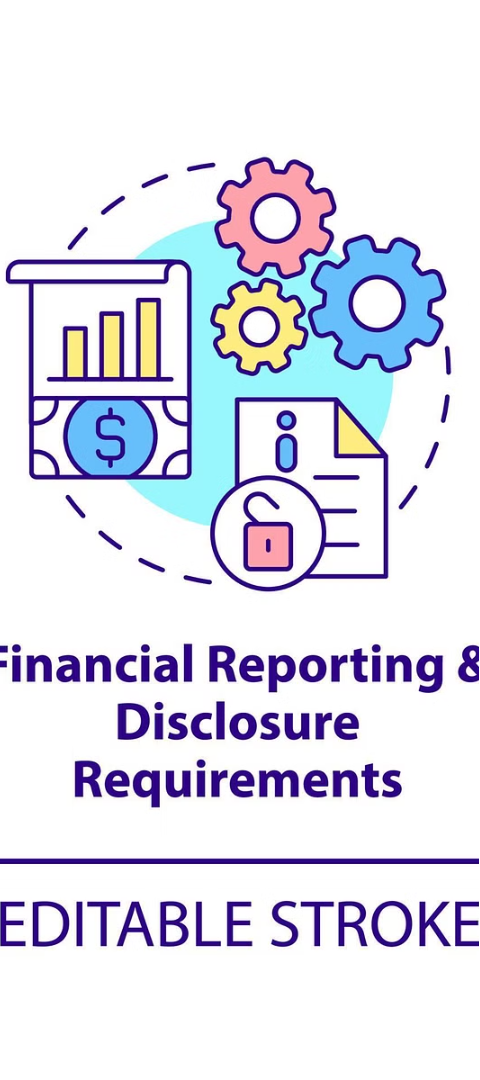 $
i
Financial Reporting &
Disclosure
Requirements
EDITABLE STROKE